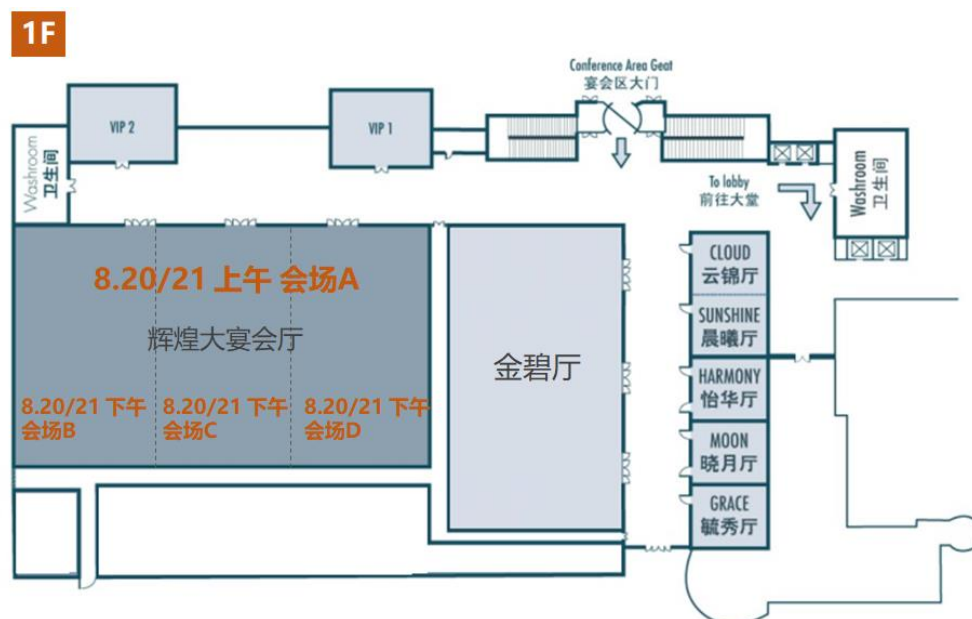 1F
Conference Area Geat
宴会区大门
VIP 2
VIP 1
Washroom
卫生间
To lobby
前往大堂
Washroom
卫生间
8.20/21 上午 会场A
辉煌大宴会厅
8.20/21 下午
会场B
8.20/21 下午
会场C
8.20/21 下午
会场D
金碧厅
CLOUD
云锦厅
SUNSHINE
晨曦厅
HARMONY
怡华厅
MOON
晓月厅
GRACE
毓秀厅